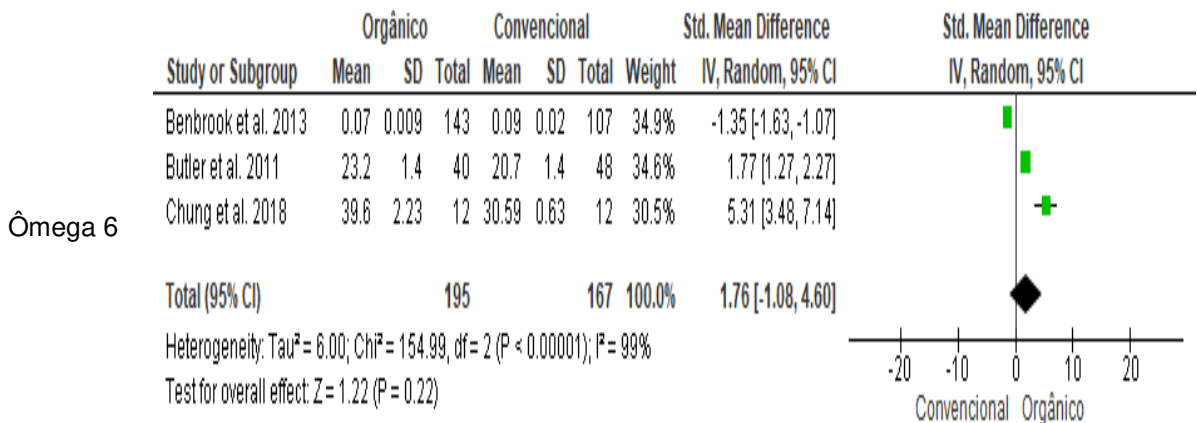 Orgânico Convencional Std. Mean Difference Std. Mean Difference
Study or Subgroup Mean SD Total Mean SD Total Weight IV, Random, 95% CI IV, Random, 95% CI
Benbrook et al. 2013 0.07 0.009 143 0.09 0.02 107 34.9% -1.35 [-1.63, -1.07]
Butler et al. 2011 23.2 1.4 40 20.7 1.4 48 34.6% 1.77 [1.27, 2.27]
Chung et al. 2018 39.6 2.23 12 30.59 0.63 12 30.5% 5.31 [3.48, 7.14]
Ômega 6
Total (95% CI) 195 167 100.0% 1.76 [-1.08, 4.60]
Heterogeneity: Tau² = 6.00; Chi² = 154.99, df = 2 (P < 0.00001); I² = 99%
Test for overall effect: Z = 1.22 (P = 0.22)
-20 -10 0 10 20
Convencional Orgânico